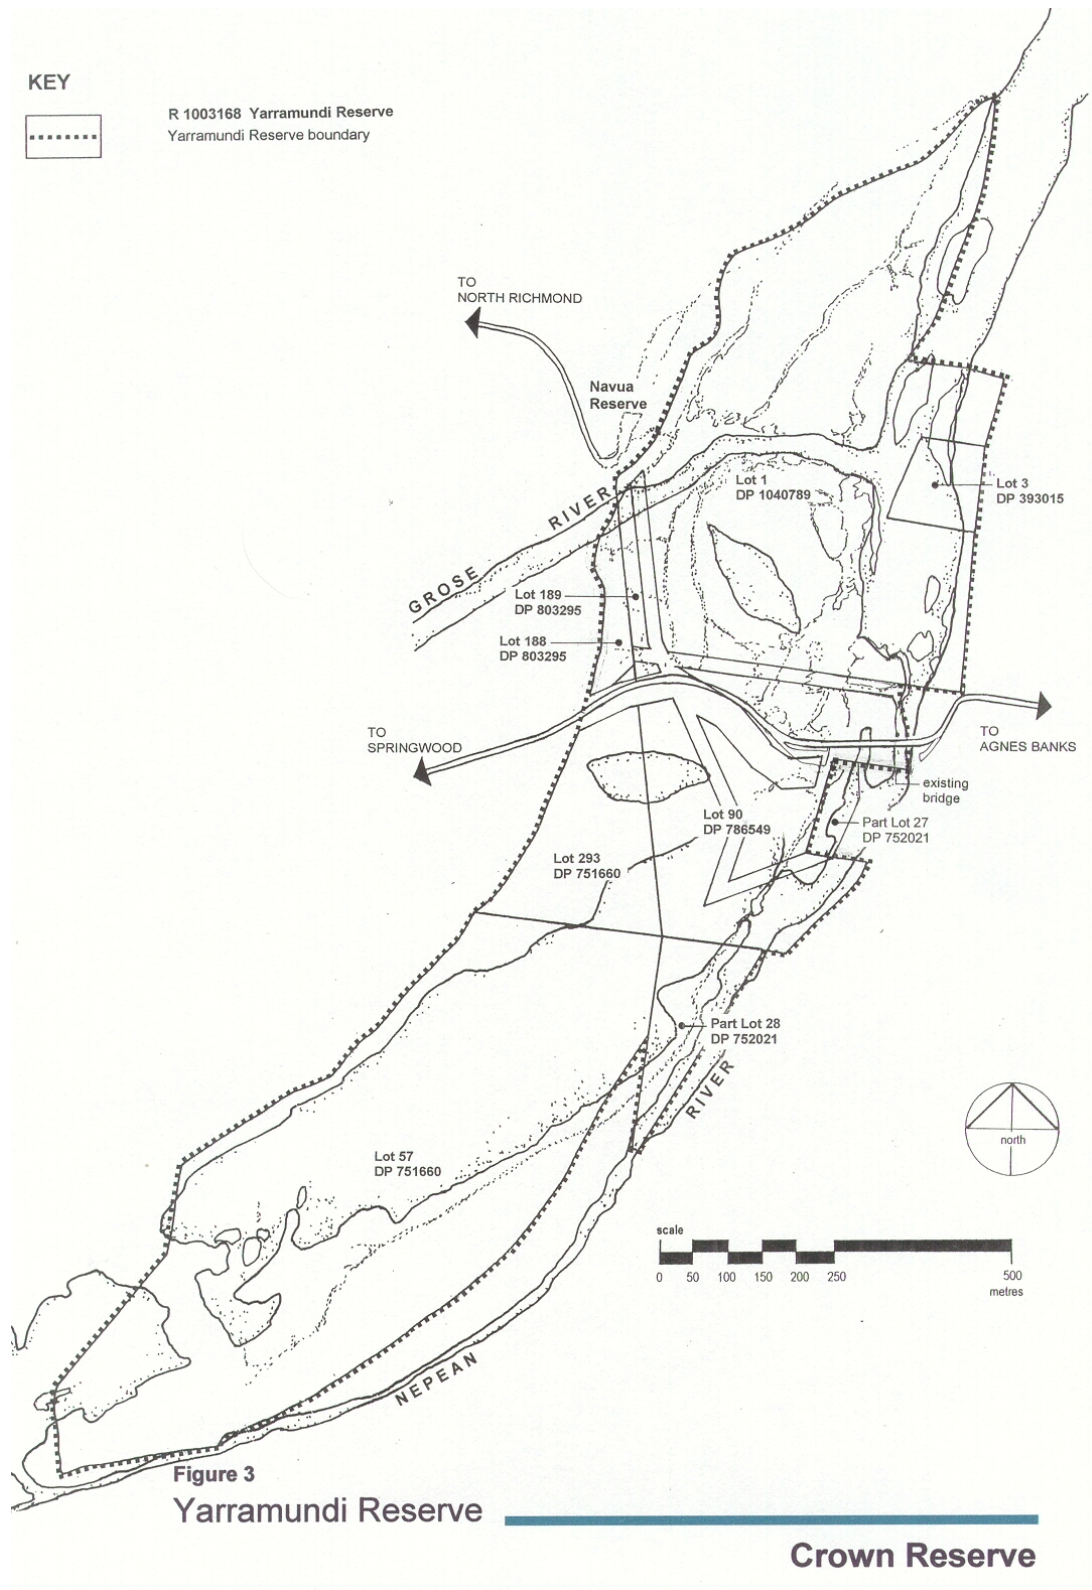 KEY
R 1003168 Yarramundi Reserve
Yarramundi Reserve boundary
TO
NORTH RICHMOND
Navua
Reserve
Lot 1
DP 1040789
Lot 3
DP 393015
GROSE RIVER
Lot 189
DP 803295
Lot 188
DP 803295
TO
SPRINGWOOD
TO
AGNES BANKS
existing
bridge
Lot 90
DP 786549
Part Lot 27
DP 752021
Lot 293
DP 751660
Part Lot 28
DP 752021
NEPEAN RIVER
Lot 57
DP 751660
north
scale
0 50 100 150 200 250 500
metres
Figure 3
Yarramundi Reserve
Crown Reserve